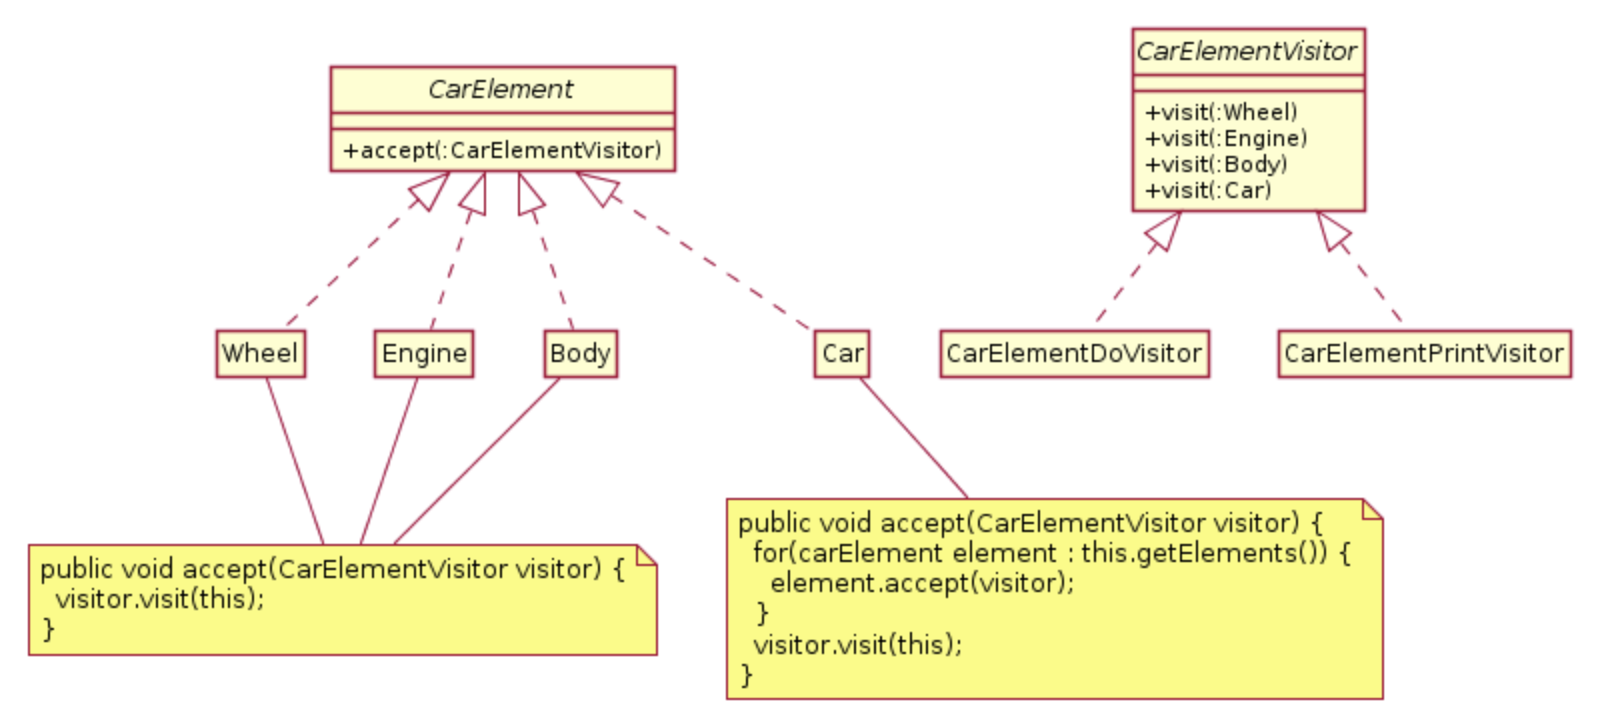 CarElement
+accept(:CarElementVisitor)
CarElementVisitor
+visit(:Wheel)
+visit(:Engine)
+visit(:Body)
+visit(:Car)
Wheel
Engine
Body
Car
CarElementDoVisitor
CarElementPrintVisitor
public void accept(CarElementVisitor visitor) {
visitor.visit(this);
}
public void accept(CarElementVisitor visitor) {
for(carElement element : this.getElements()) {
element.accept(visitor);
}
visitor.visit(this);
}